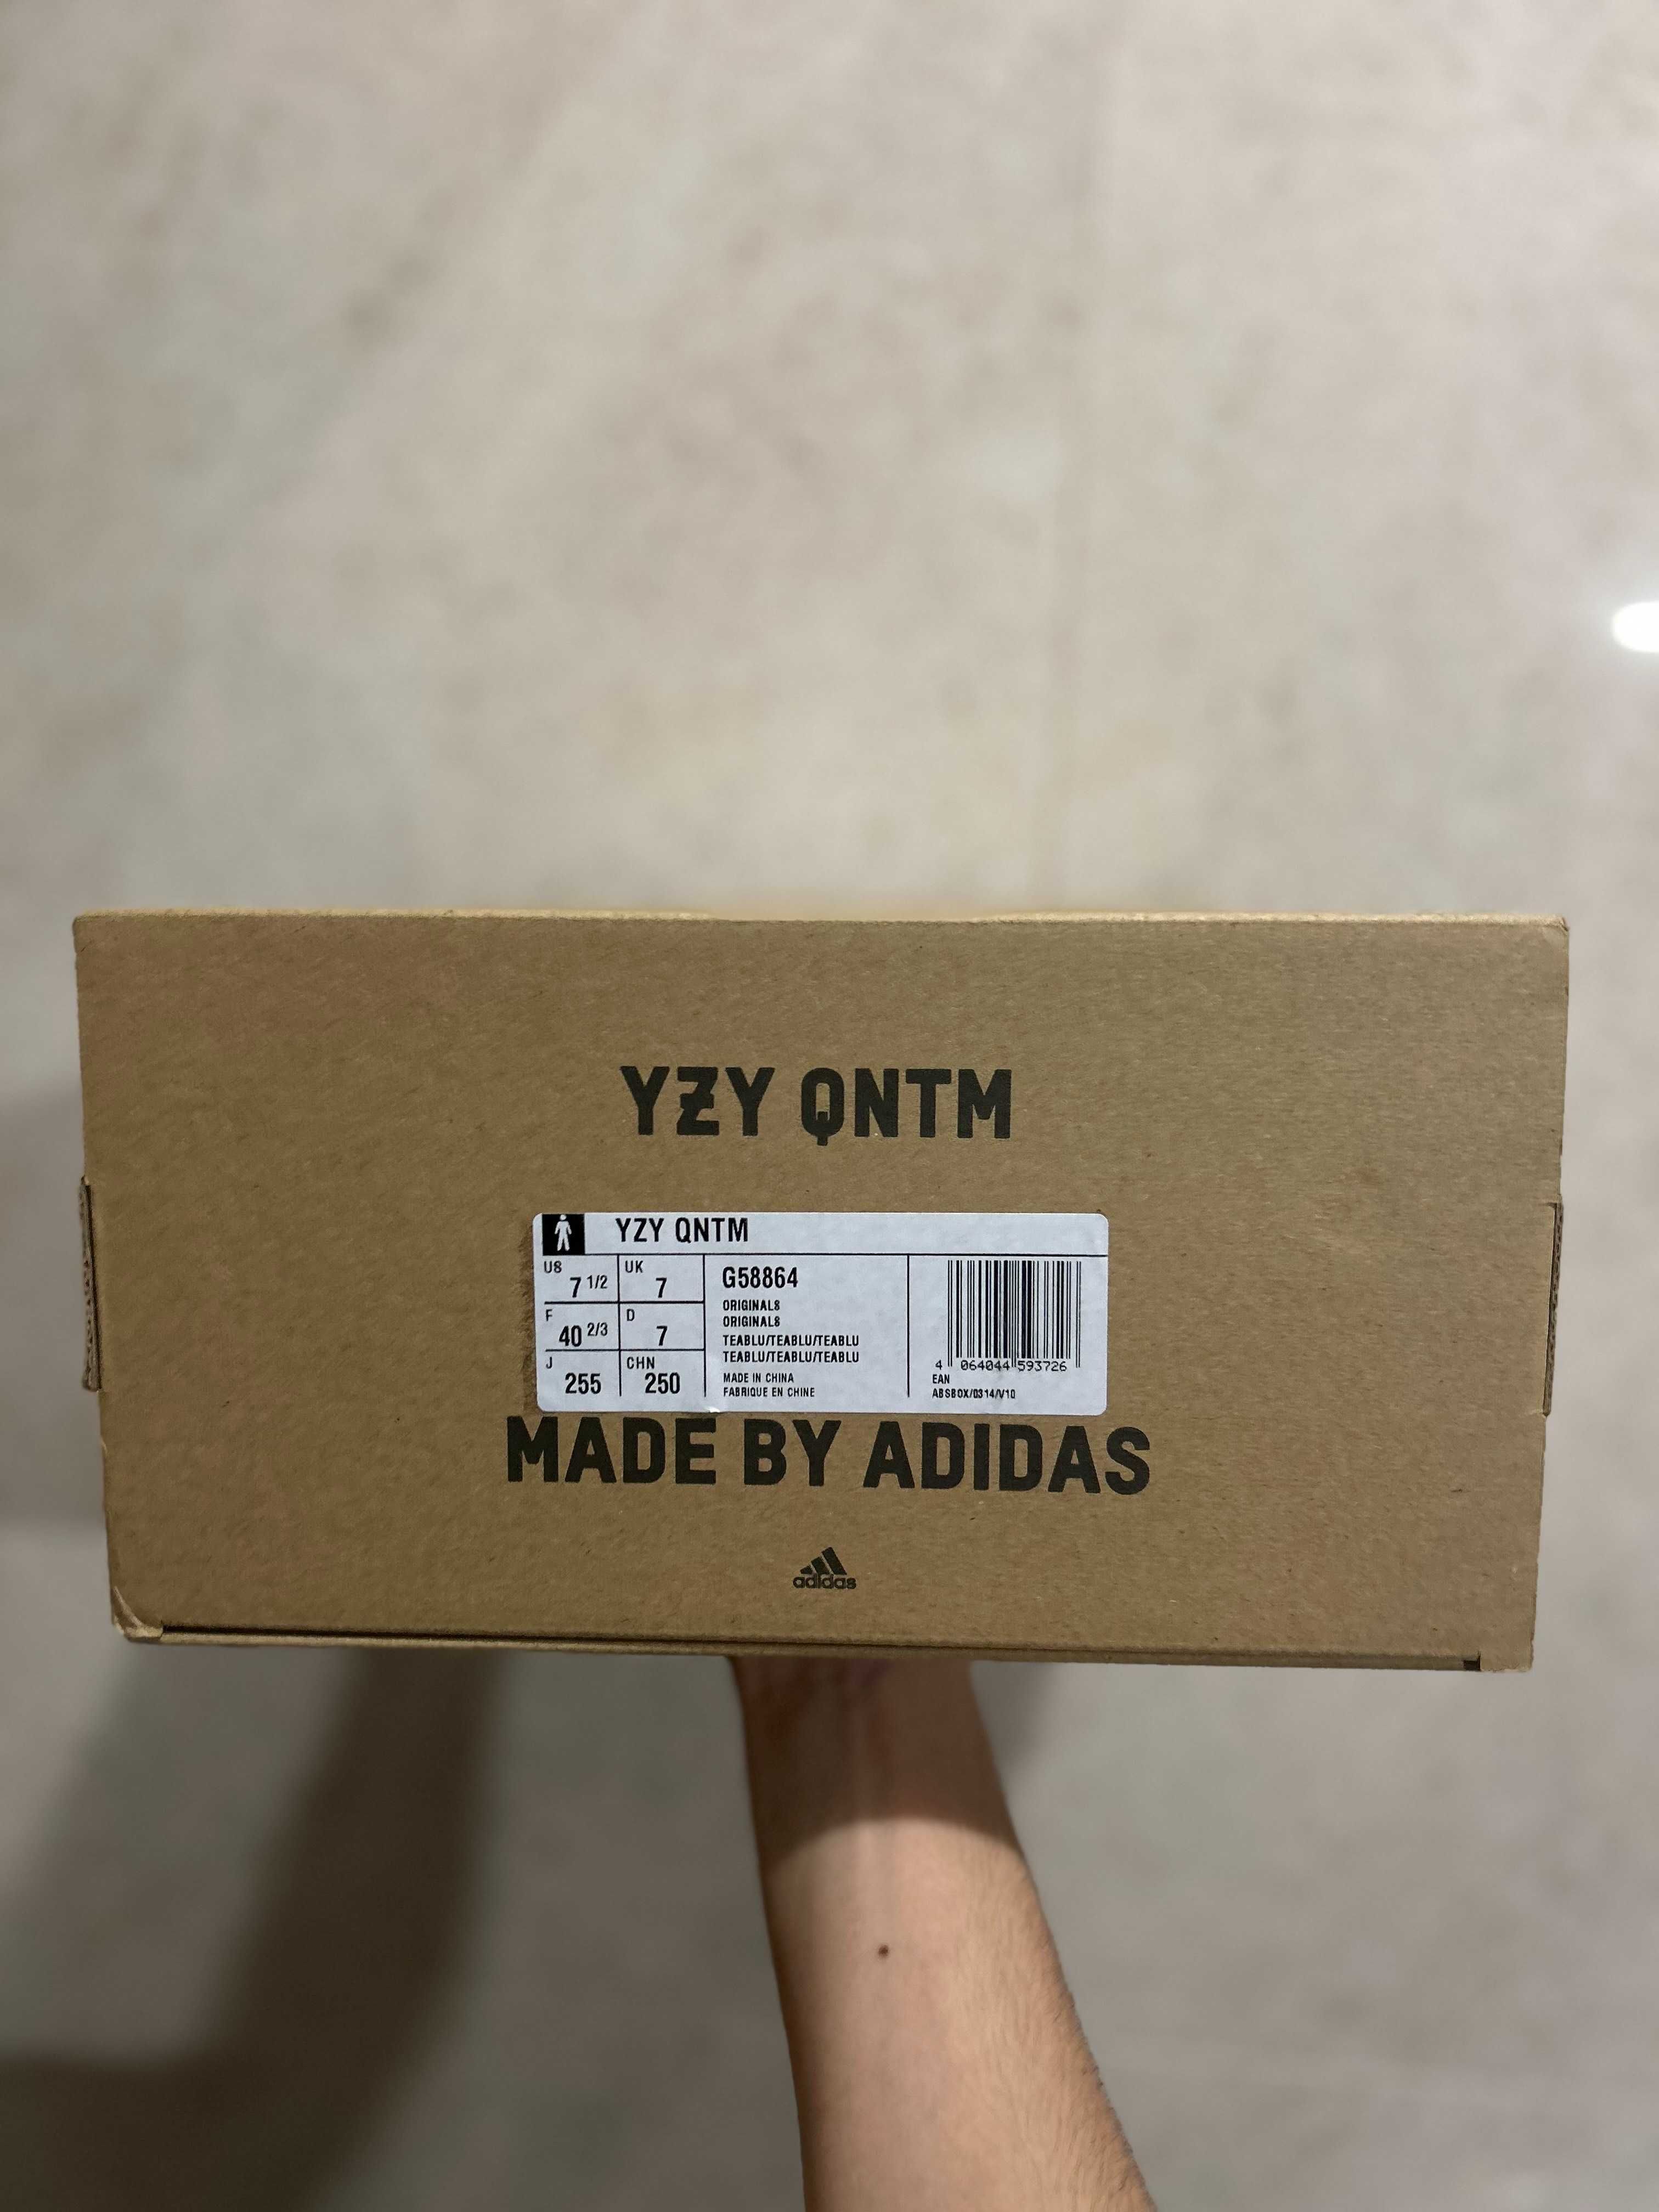 YZY QNTM
YZY QNTM
US 7 1/2 UK 7
F 40 2/3 D 7
J 255 CHN 250
G58864
ORIGINALS
ORIGINALS
TEABLU/TEABLU/TEABLU
TEABLU/TEABLU/TEABLU
MADE IN CHINA
FABRIQUE EN CHINE
4 064044 593726
EAN
ABSBOX/0314/V10
MADE BY ADIDAS
adidas